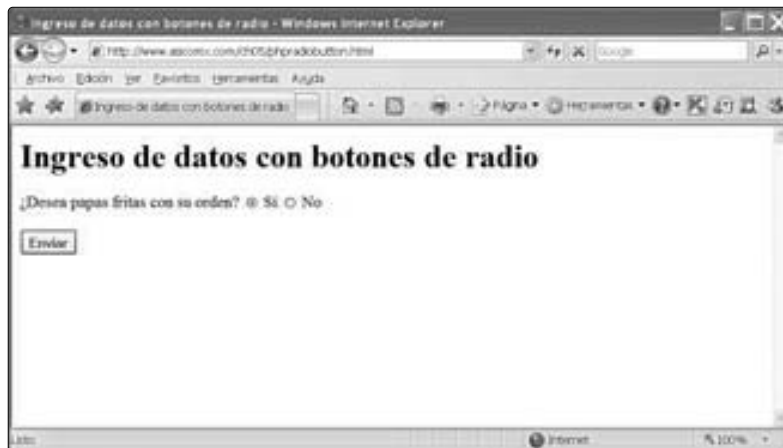 Ingreso de datos con botones de radio - Windows Internet Explorer
Google
Archivo Edición Ver Favoritos Herramientas Ayuda
Ingreso de datos con botones de radio
Página Herramientas
Ingreso de datos con botones de radio
¿Desea papas fritas con su orden? Sí No
Enviar
Listo
Internet
100%